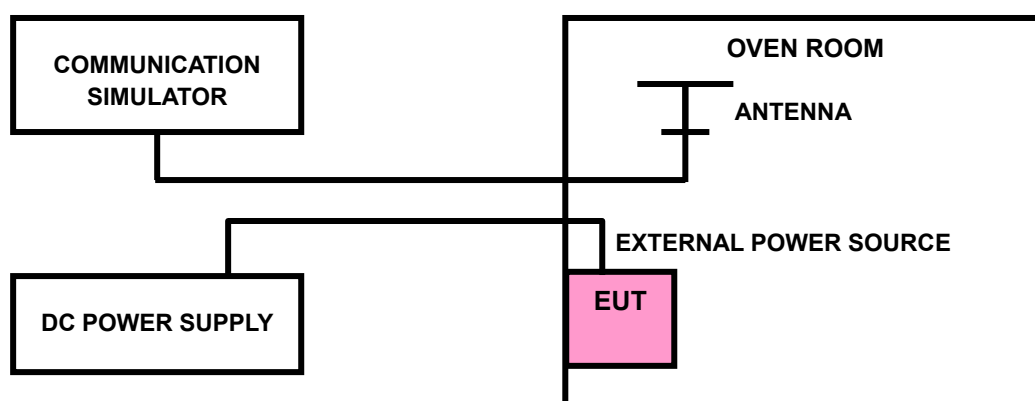 COMMUNICATION
SIMULATOR
OVEN ROOM
ANTENNA
EXTERNAL POWER SOURCE
DC POWER SUPPLY
EUT